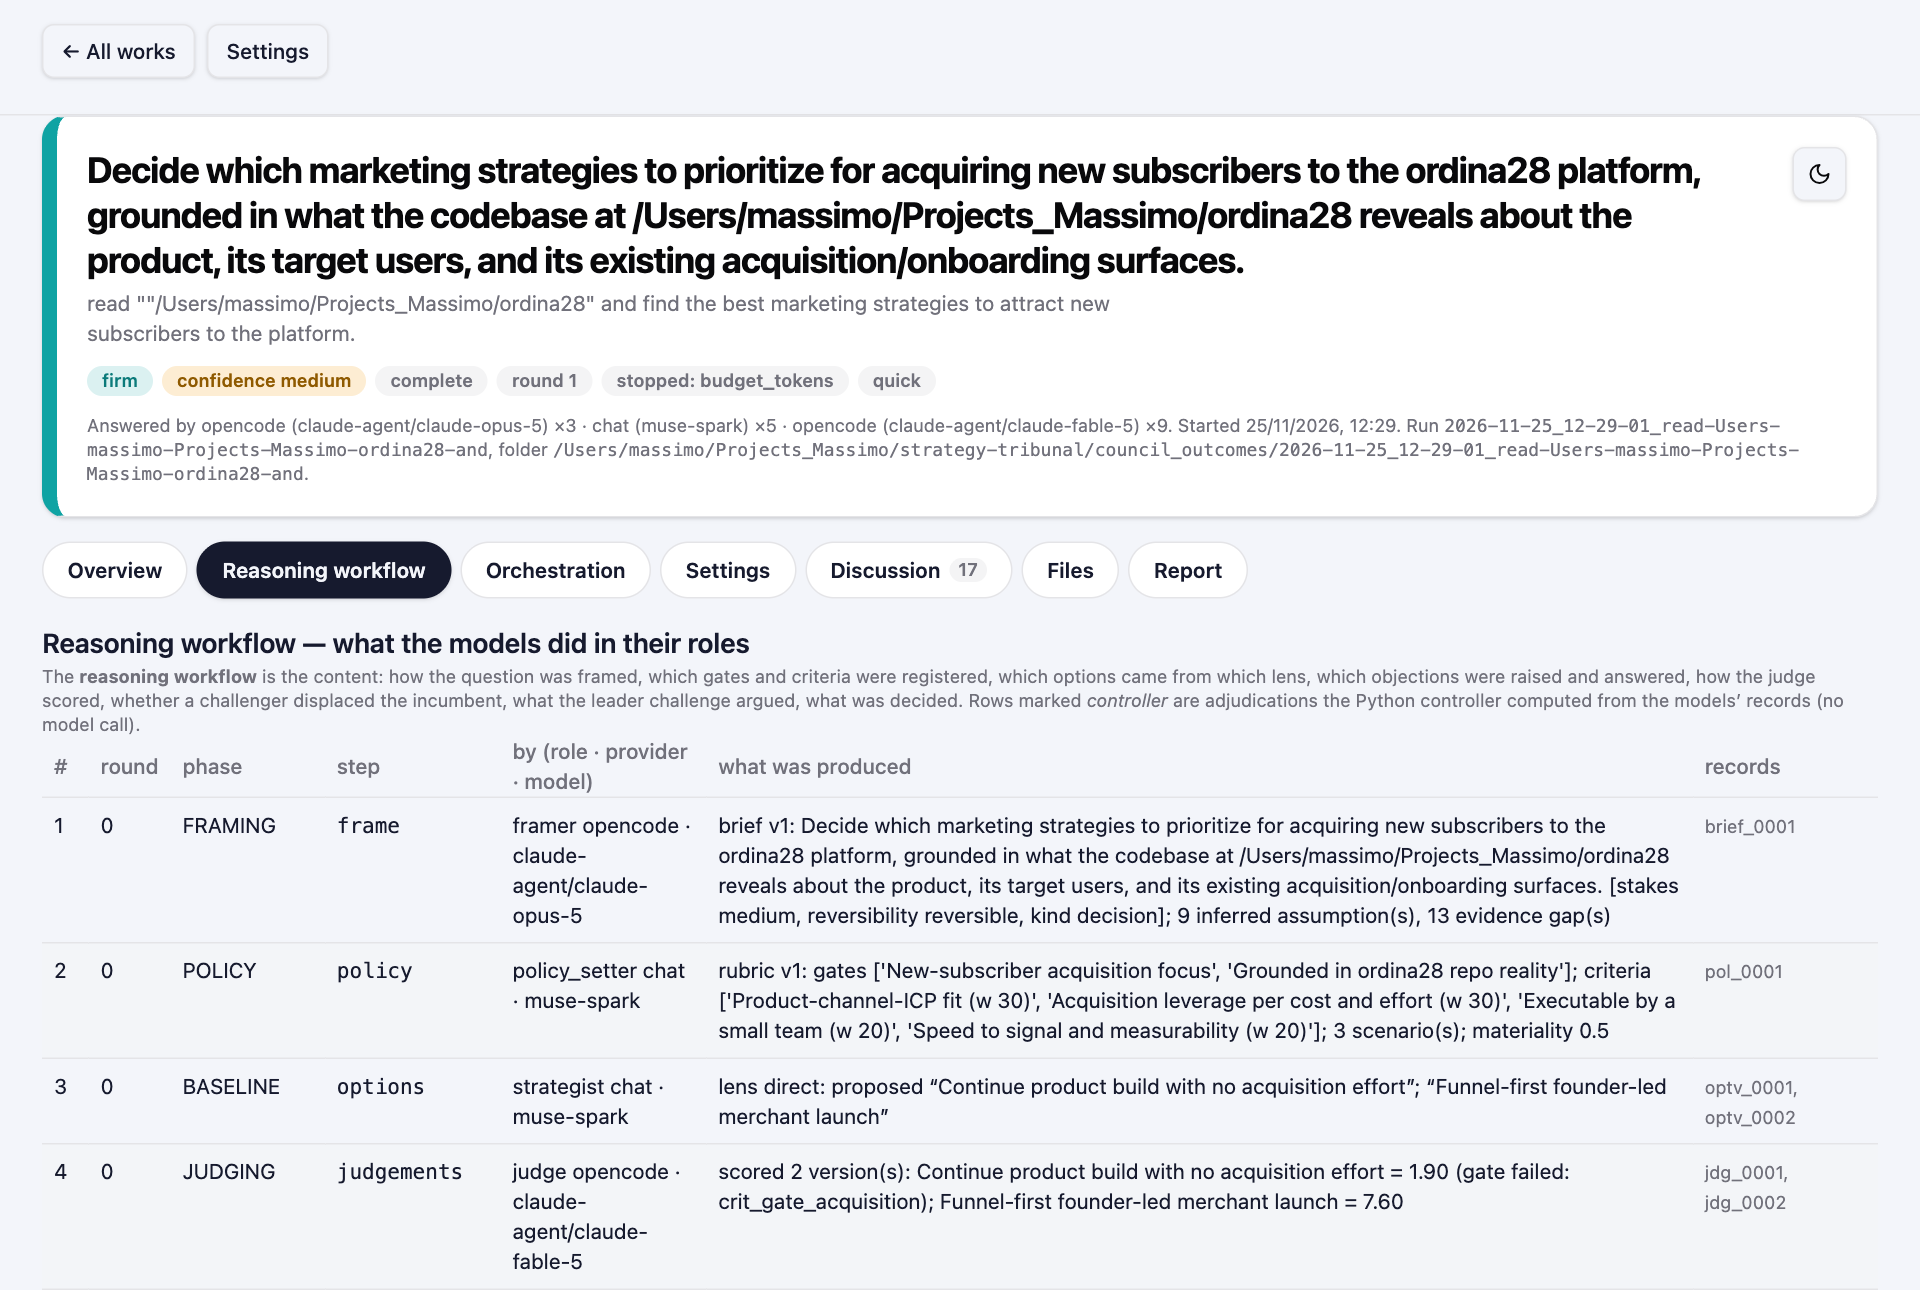 ← All works
Settings
Decide which marketing strategies to prioritize for acquiring new subscribers to the ordina28 platform,
grounded in what the codebase at /Users/massimo/Projects_Massimo/ordina28 reveals about the
product, its target users, and its existing acquisition/onboarding surfaces.
read ""/Users/massimo/Projects_Massimo/ordina28" and find the best marketing strategies to attract new
subscribers to the platform.
firm
confidence medium
complete
round 1
stopped: budget_tokens
quick
Answered by opencode (claude-agent/claude-opus-5) ×3 · chat (muse-spark) ×5 · opencode (claude-agent/claude-fable-5) ×9. Started 25/11/2026, 12:29. Run 2026-11-25_12-29-01_read-Users-
massimo-Projects-Massimo-ordina28-and, folder /Users/massimo/Projects_Massimo/strategy-tribunal/council_outcomes/2026-11-25_12-29-01_read-Users-massimo-Projects-
Massimo-ordina28-and.
Overview
Reasoning workflow
Orchestration
Settings
Discussion 17
Files
Report
Reasoning workflow — what the models did in their roles
The reasoning workflow is the content: how the question was framed, which gates and criteria were registered, which options came from which lens, which objections were raised and answered, how the judge
scored, whether a challenger displaced the incumbent, what the leader challenge argued, what was decided. Rows marked controller are adjudications the Python controller computed from the models’ records (no
model call).
# round phase step by (role · provider
· model) what was produced records
1 0 FRAMING frame framer opencode ·
claude-
agent/claude-
opus-5
brief v1: Decide which marketing strategies to prioritize for acquiring new subscribers to the
ordina28 platform, grounded in what the codebase at /Users/massimo/Projects_Massimo/ordina28
reveals about the product, its target users, and its existing acquisition/onboarding surfaces. [stakes
medium, reversibility reversible, kind decision]; 9 inferred assumption(s), 13 evidence gap(s)
brief_0001
2 0 POLICY policy policy_setter chat
· muse-spark
rubric v1: gates ['New-subscriber acquisition focus', 'Grounded in ordina28 repo reality']; criteria
['Product-channel-ICP fit (w 30)', 'Acquisition leverage per cost and effort (w 30)', 'Executable by a
small team (w 20)', 'Speed to signal and measurability (w 20)']; 3 scenario(s); materiality 0.5
pol_0001
3 0 BASELINE options strategist chat ·
muse-spark
lens direct: proposed “Continue product build with no acquisition effort”; “Funnel-first founder-led
merchant launch”
optv_0001,
optv_0002
4 0 JUDGING judgements judge opencode ·
claude-
agent/claude-
fable-5
scored 2 version(s): Continue product build with no acquisition effort = 1.90 (gate failed:
crit_gate_acquisition); Funnel-first founder-led merchant launch = 7.60
jdg_0001,
jdg_0002